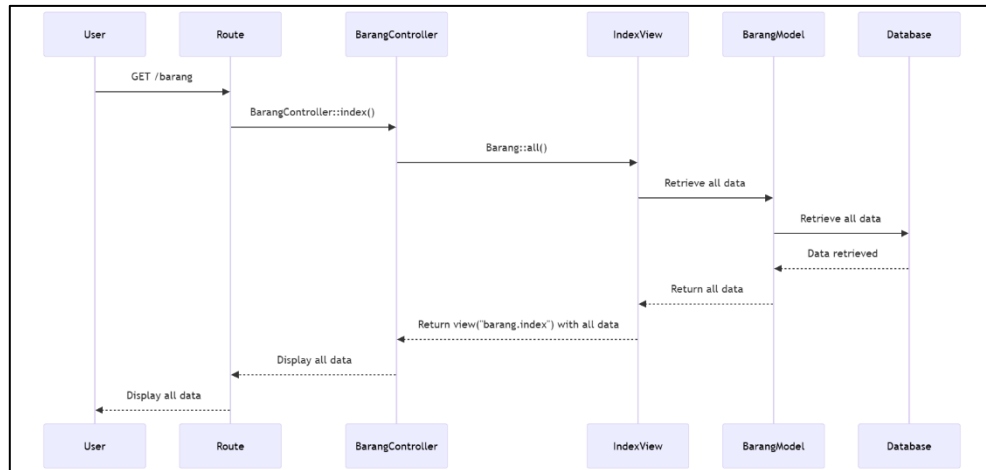 User
Route
BarangController
IndexView
BarangModel
Database
GET /barang
BarangController::index()
Barang::all()
Retrieve all data
Retrieve all data
Data retrieved
Return all data
Return view("barang.index") with all data
Display all data
Display all data
User
Route
BarangController
IndexView
BarangModel
Database